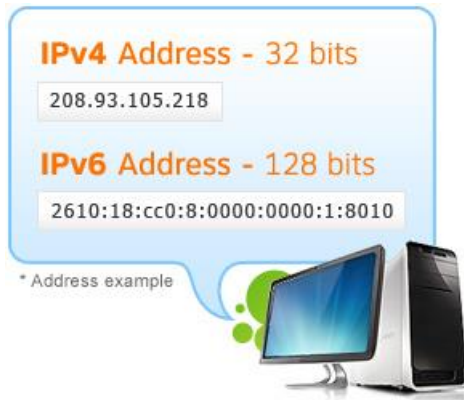 IPv4 Address - 32 bits
208.93.105.218
IPv6 Address - 128 bits
2610:18:cc0:8:0000:0000:1:8010
* Address example